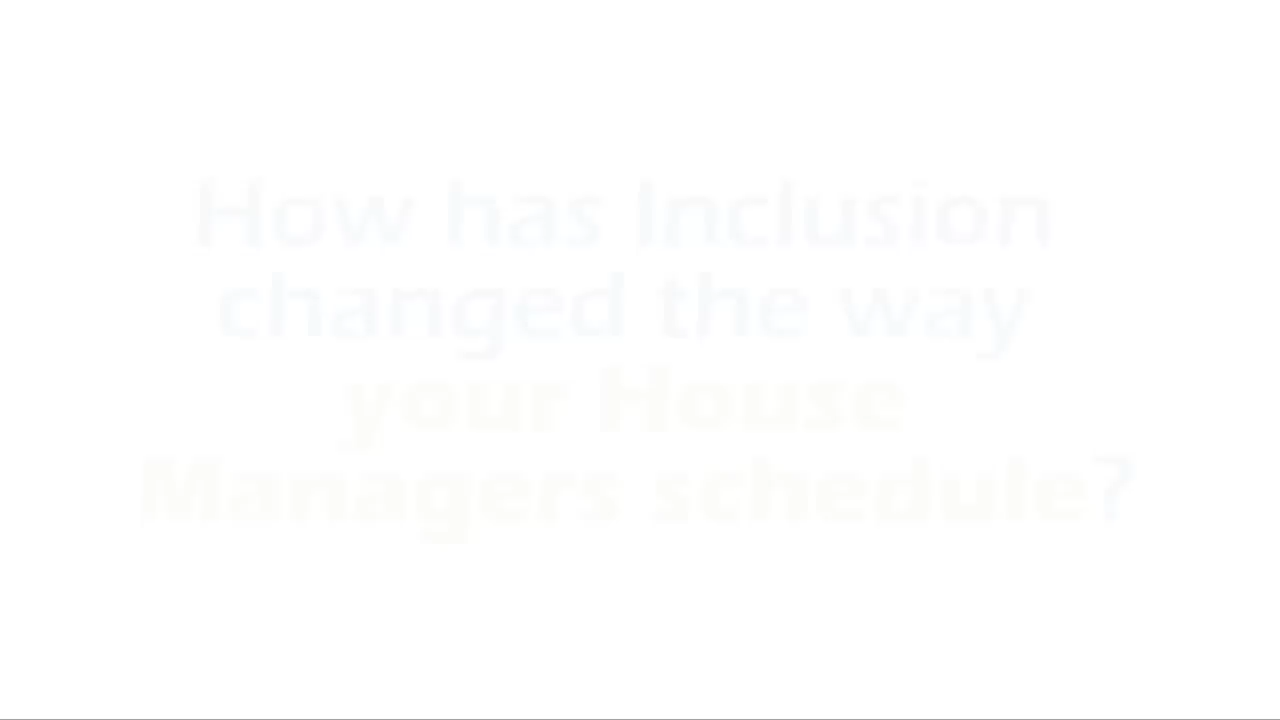 How has Inclusion
changed the way
your House
Managers schedule?